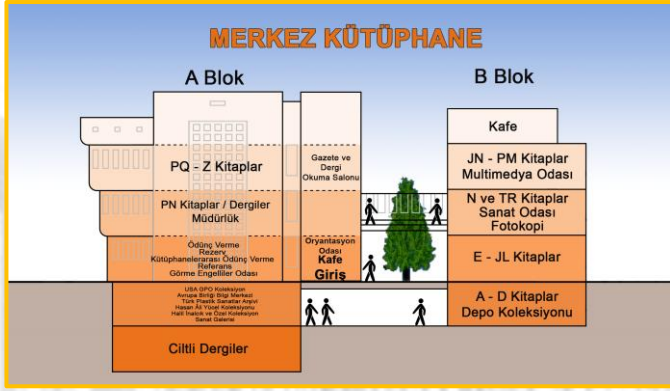 MERKEZ KÜTÜPHANE
A Blok
B Blok
PQ - Z Kitaplar
PN Kitaplar / Dergiler
Müdürlük
Ödünç Verme
Rezerv
Kütüphanelerarası Ödünç Verme
Referans
Görme Engelliler Odası
USA GPO Koleksiyon
Avrupa Birliği Bilgi Merkezi
Türk Plastik Sanatlar Arşivi
Hasan Ali Yücel Koleksiyonu
Halil İnalcık ve Özel Koleksiyon
Sanat Galerisi
Ciltli Dergiler
Gazete ve
Dergi
Okuma Salonu
Oryantasyon
Odası
Kafe
Giriş
Kafe
JN - PM Kitaplar
Multimedya Odası
N ve TR Kitaplar
Sanat Odası
Fotokopi
E - JL Kitaplar
A - D Kitaplar
Depo Koleksiyonu